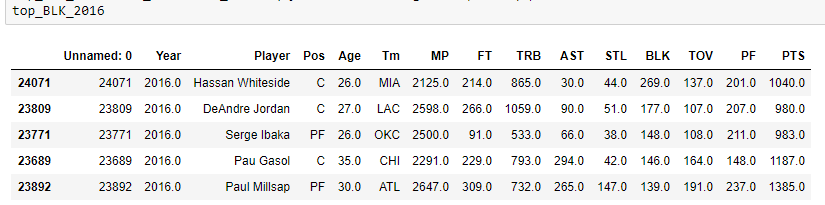 top_BLK_2016
Unnamed: 0 Year Player Pos Age Tm MP FT TRB AST STL BLK TOV PF PTS
24071 24071 2016.0 Hassan Whiteside C 26.0 MIA 2125.0 214.0 865.0 30.0 44.0 269.0 137.0 201.0 1040.0
23809 23809 2016.0 DeAndre Jordan C 27.0 LAC 2598.0 266.0 1059.0 90.0 51.0 177.0 107.0 207.0 980.0
23771 23771 2016.0 Serge Ibaka PF 26.0 OKC 2500.0 91.0 533.0 66.0 38.0 148.0 108.0 211.0 983.0
23689 23689 2016.0 Pau Gasol C 35.0 CHI 2291.0 229.0 793.0 294.0 42.0 146.0 164.0 148.0 1187.0
23892 23892 2016.0 Paul Millsap PF 30.0 ATL 2647.0 309.0 732.0 265.0 147.0 139.0 191.0 237.0 1385.0